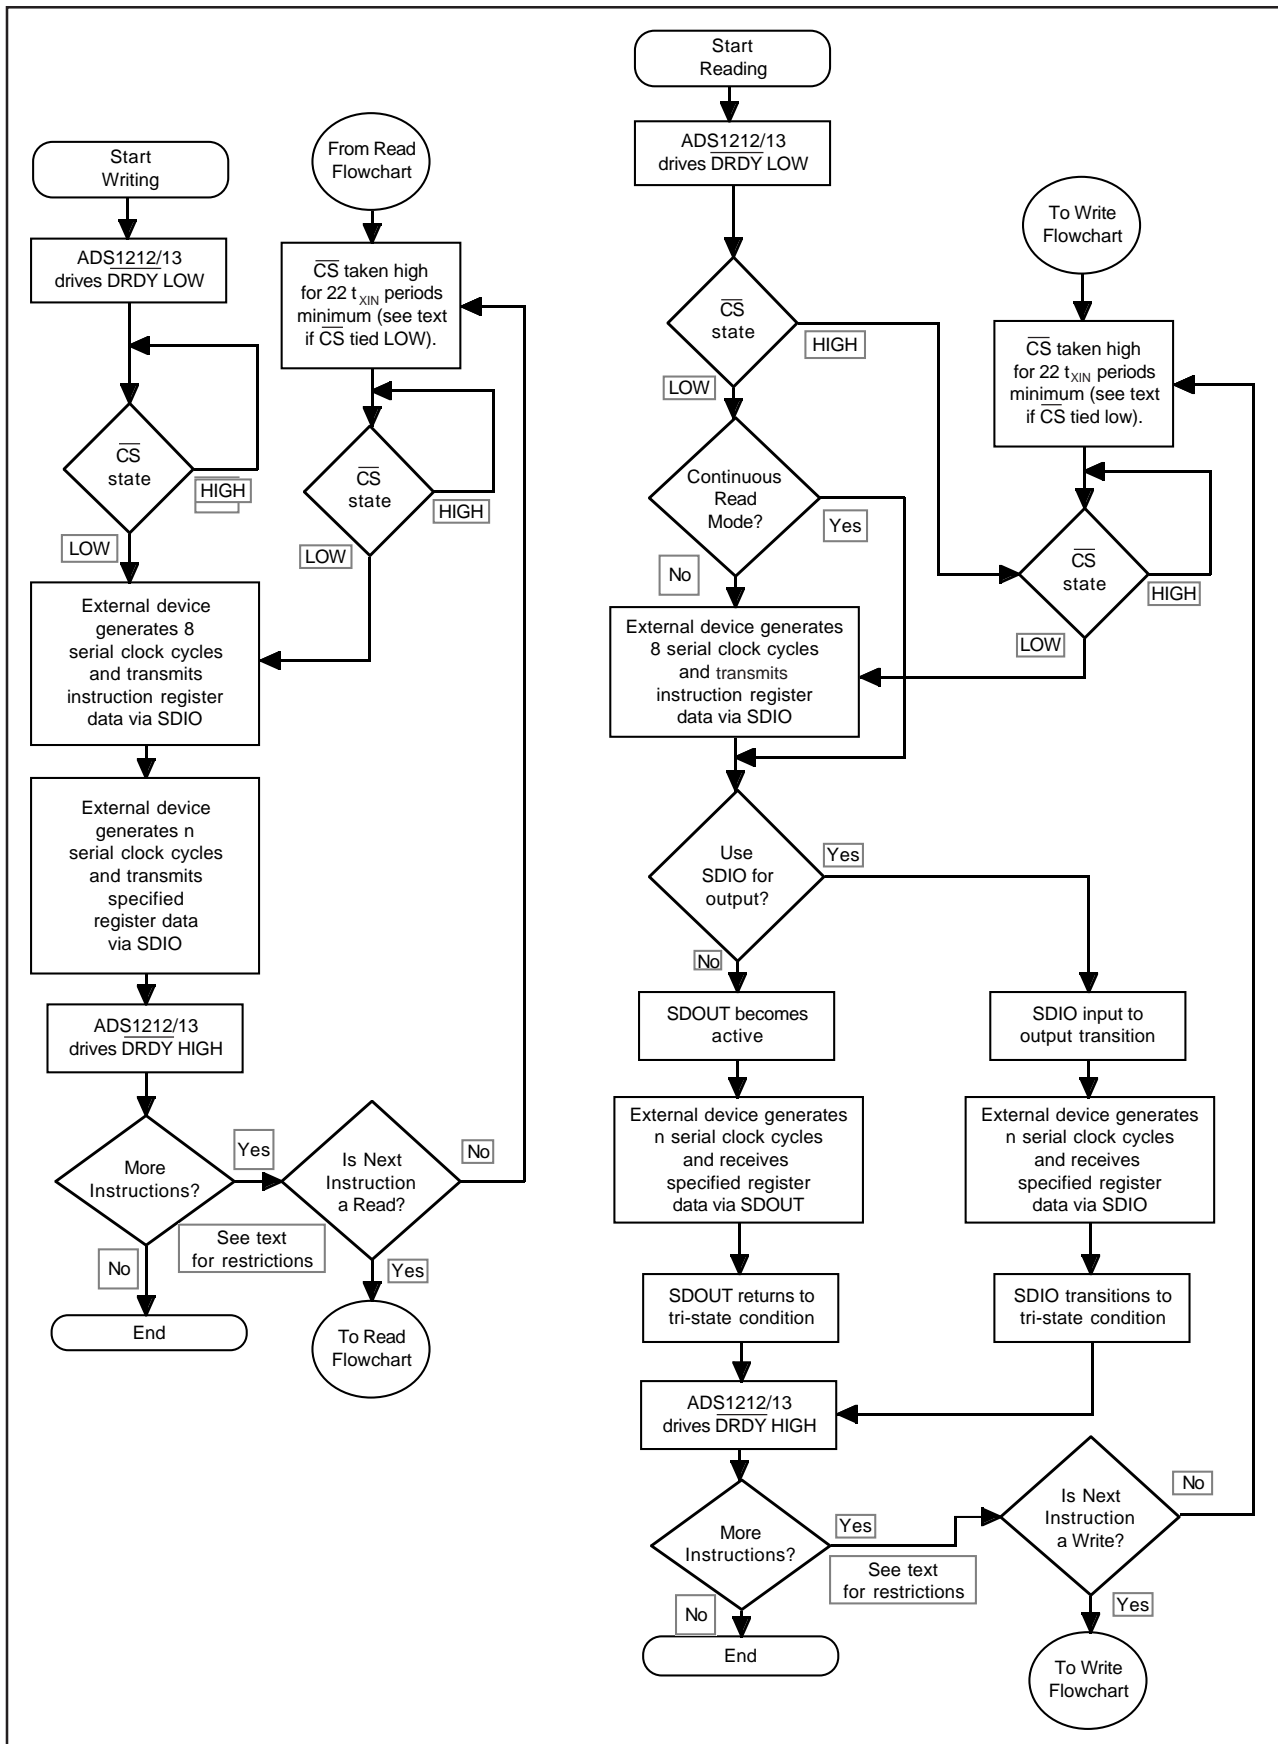 Start
Writing
ADS1212/13
drives DRDY LOW
CS
state
HIGH
LOW
External device
generates 8
serial clock cycles
and transmits
instruction register
data via SDIO
External device
generates n
serial clock cycles
and transmits
specified
register data
via SDIO
ADS1212/13
drives DRDY HIGH
More
Instructions?
Yes
See text
for restrictions
No
End
From Read
Flowchart
CS taken high
for 22 tXIN periods
minimum (see text
if CS tied LOW).
CS
state
HIGH
LOW
Is Next
Instruction
a Read?
No
Yes
To Read
Flowchart
Start
Reading
ADS1212/13
drives DRDY LOW
CS
state
HIGH
LOW
Continuous
Read
Mode?
Yes
No
External device generates
8 serial clock cycles
and transmits
instruction register
data via SDIO
Use
SDIO for
output?
Yes
No
SDOUT becomes
active
External device generates
n serial clock cycles
and receives
specified register
data via SDOUT
SDOUT returns to
tri-state condition
ADS1212/13
drives DRDY HIGH
More
Instructions?
Yes
See text
for restrictions
No
End
To Write
Flowchart
CS taken high
for 22 tXIN periods
minimum (see text
if CS tied low).
CS
state
HIGH
LOW
SDIO input to
output transition
External device generates
n serial clock cycles
and receives
specified register
data via SDIO
SDIO transitions to
tri-state condition
Is Next
Instruction
a Write?
No
Yes
To Write
Flowchart